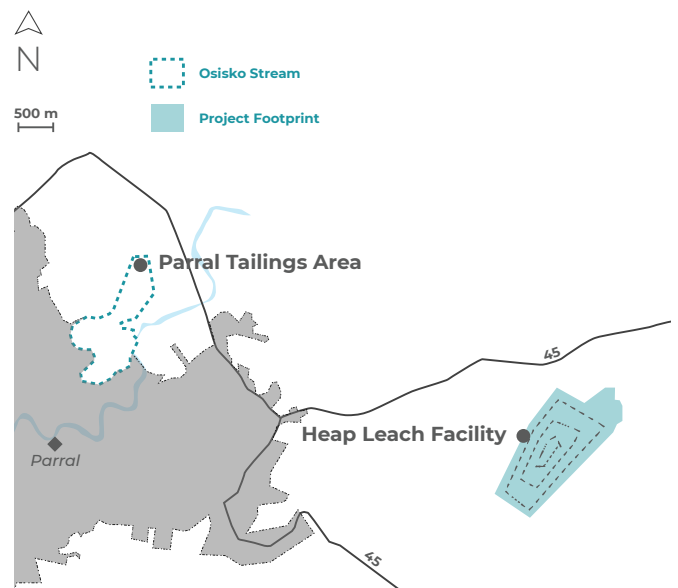 N
Osisko Stream
500 m
Project Footprint
Parral Tailings Area
45
Heap Leach Facility
Parral
45